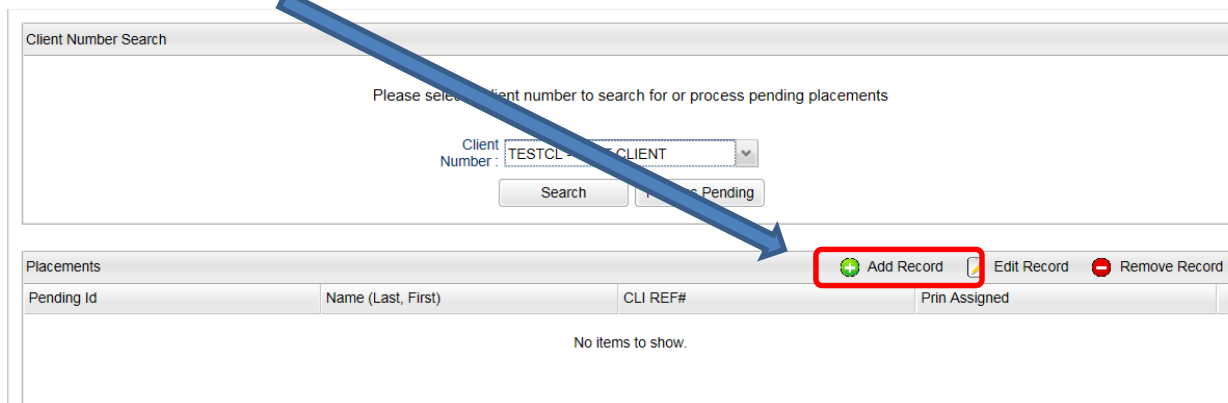 Client Number Search
Please select client number to search for or process pending placements
Client
Number :
TESTCL - CLIENT
Search
Pending
Placements
Add Record
Edit Record
Remove Record
Pending Id
Name (Last, First)
CLI REF#
Prin Assigned
No items to show.